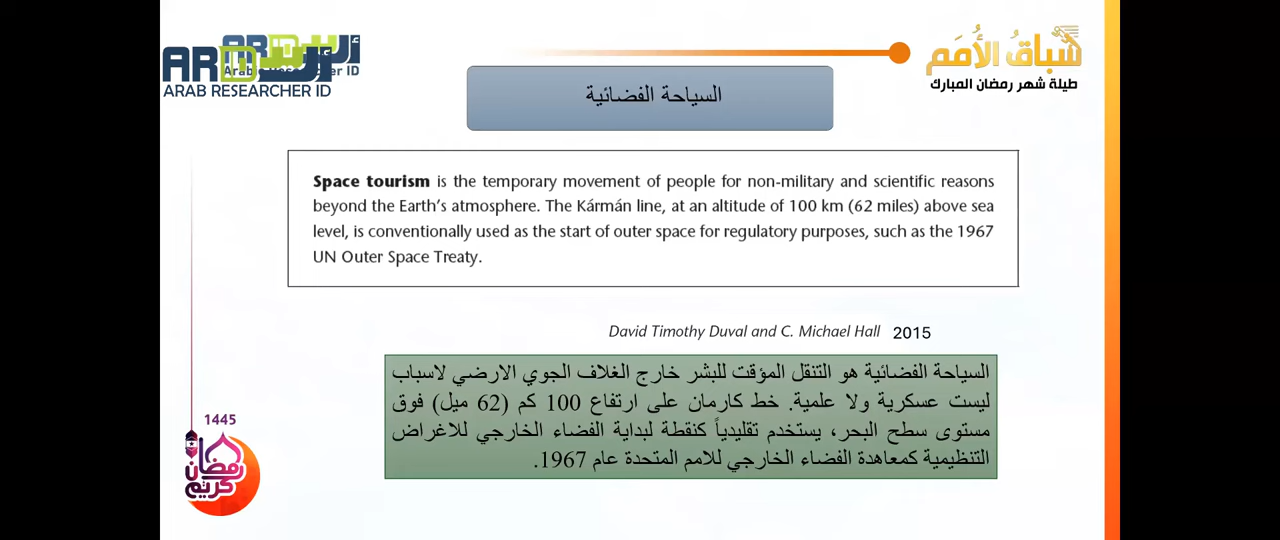 ARAB RESEARCHER ID
سباق الأمم
طيلة شهر رمضان المبارك
السياحة الفضائية
Space tourism is the temporary movement of people for non-military and scientific reasons
beyond the Earth's atmosphere. The Kármán line, at an altitude of 100 km (62 miles) above sea
level, is conventionally used as the start of outer space for regulatory purposes, such as the 1967
UN Outer Space Treaty.
David Timothy Duval and C. Michael Hall 2015
السياحة الفضائية هو التنقل المؤقت للبشر خارج الغلاف الجوي الارضي لاسباب
ليست عسكرية ولا علمية. خط كارمان على ارتفاع 100 كم (62 ميل) فوق
مستوى سطح البحر، يستخدم تقليدياً كنقطة لبداية الفضاء الخارجي للاغراض
التنظيمية كمعاهدة الفضاء الخارجي للامم المتحدة عام 1967.
1445
رمضان
كريم